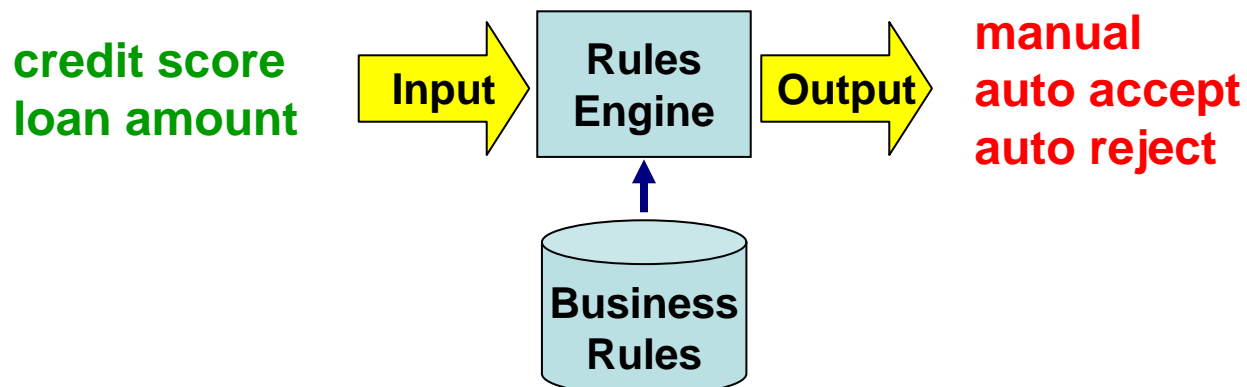 credit score
loan amount
Input
Rules
Engine
Output
manual
auto accept
auto reject
Business
Rules